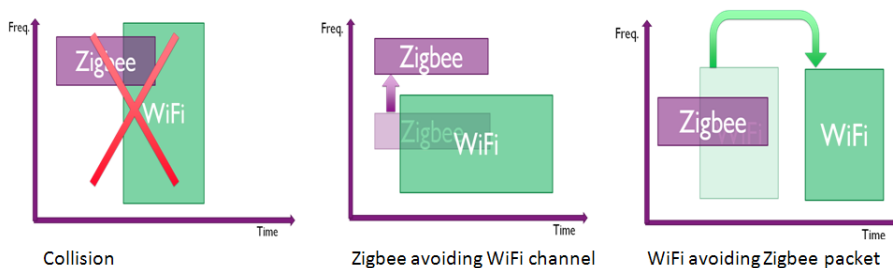 Freq.
Zigbee
WiFi
Time
Collision
Freq.
Zigbee
Zigbee
WiFi
Time
Zigbee avoiding WiFi channel
Freq.
Zigbee
WiFi
WiFi
Time
WiFi avoiding Zigbee packet